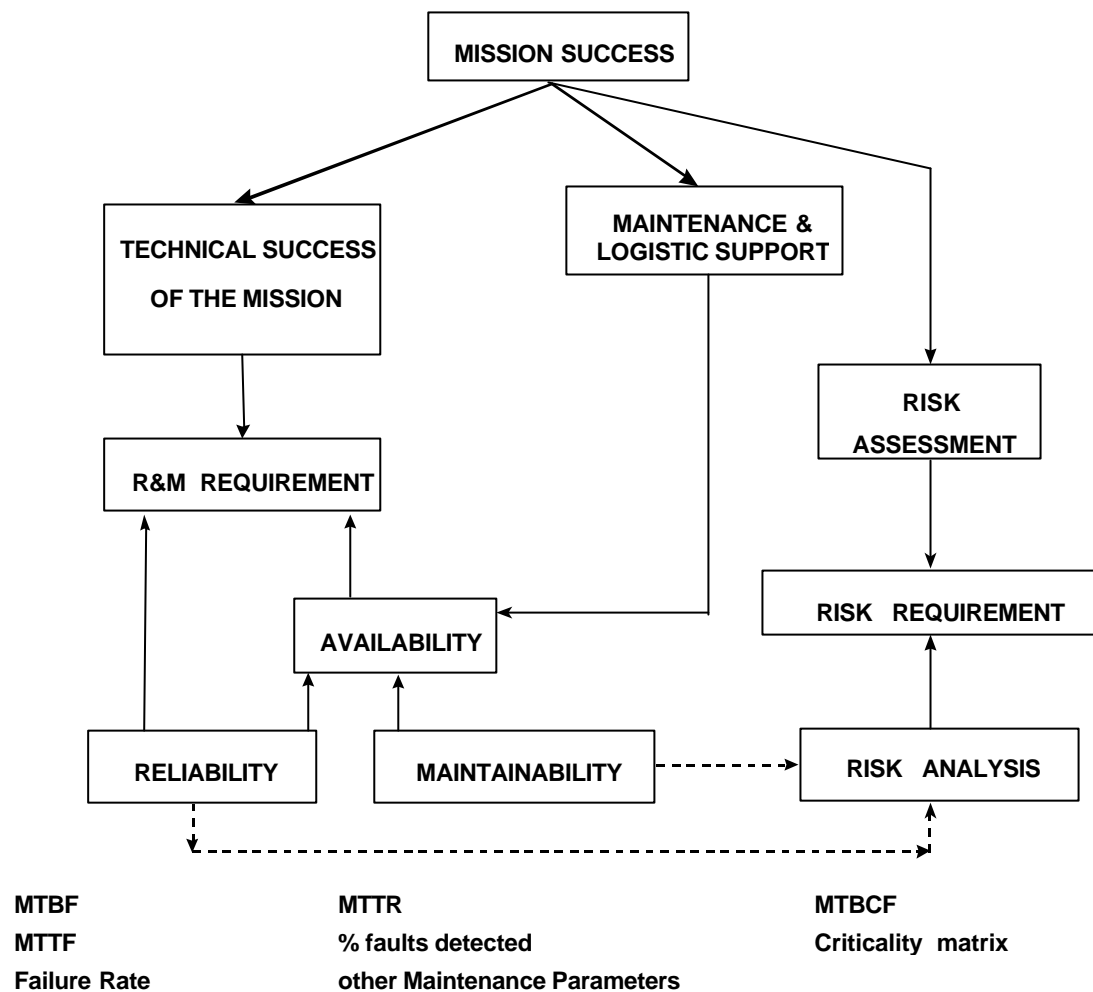 MISSION SUCCESS
TECHNICAL SUCCESS
OF THE MISSION
MAINTENANCE &
LOGISTIC SUPPORT
RISK
ASSESSMENT
R&M REQUIREMENT
RISK REQUIREMENT
AVAILABILITY
RELIABILITY
MAINTAINABILITY
RISK ANALYSIS
MTBF
MTTF
Failure Rate
MTTR
% faults detected
other Maintenance Parameters
MTBCF
Criticality matrix